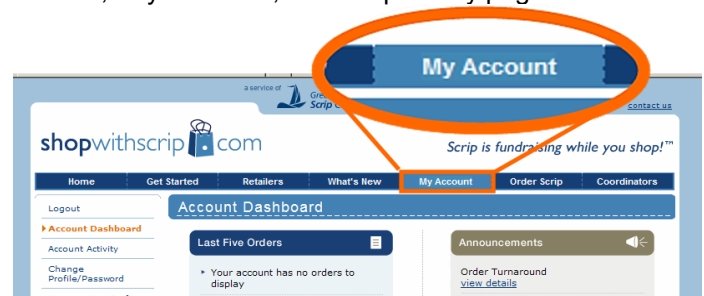 My Account
a service of
Scrip
contact us
shopwithscrip.com
Scrip is fundraising while you shop!™
Home Get Started Retailers What's New My Account Order Scrip Coordinators
Logout
Account Dashboard
Account Dashboard
Account Activity
Change
Profile/Password
Last Five Orders
Your account has no orders to
display
Announcements
Order Turnaround
view details